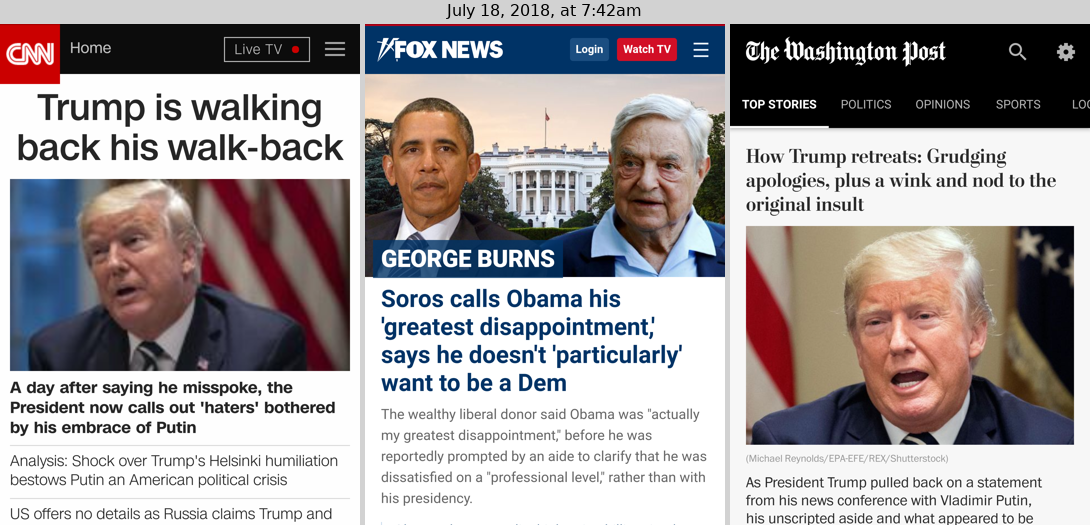 July 18, 2018, at 7:42am
CNN
Home
Live TV
Trump is walking
back his walk-back
A day after saying he misspoke, the
President now calls out 'haters' bothered
by his embrace of Putin
Analysis: Shock over Trump's Helsinki humiliation
bestows Putin an American political crisis
US offers no details as Russia claims Trump and
FOX NEWS
Login
Watch TV
GEORGE BURNS
Soros calls Obama his
'greatest disappointment,'
says he doesn't 'particularly'
want to be a Dem
The wealthy liberal donor said Obama was "actually
my greatest disappointment," before he was
reportedly prompted by an aide to clarify that he was
dissatisfied on a "professional level," rather than with
his presidency.
The Washington Post
TOP STORIES POLITICS OPINIONS SPORTS LOC
How Trump retreats: Grudging
apologies, plus a wink and nod to the
original insult
(Michael Reynolds/EPA-EFE/REX/Shutterstock)
As President Trump pulled back on a statement
from his news conference with Vladimir Putin,
his unscripted aside and what appeared to be